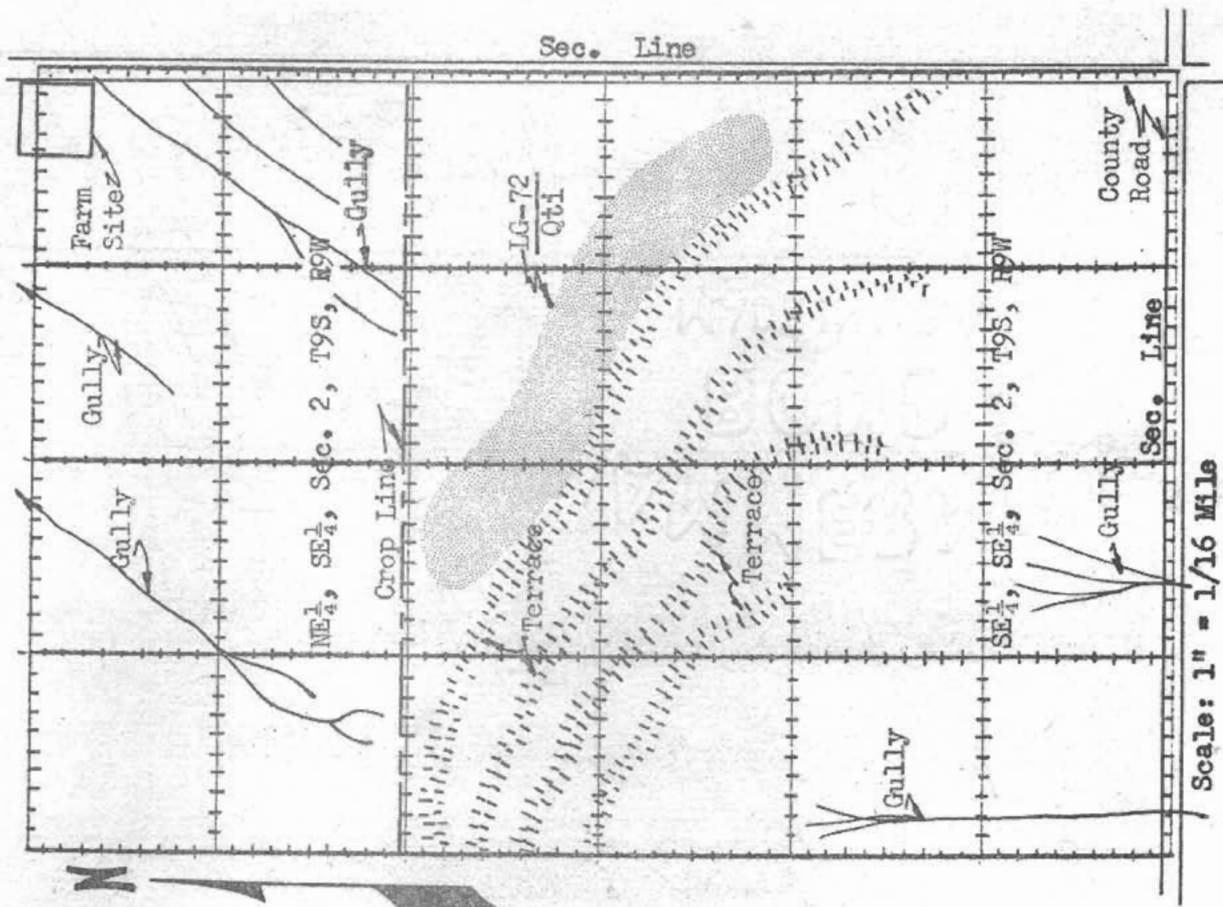 Sec. Line
Farm
Site
Gully
Gully
Gully
NE¼, SE¼, Sec. 2, T9S, R9W
Crop Line
LG-72
Qti
Terrace
Terrace
County
Road
SE¼, SE¼, Sec. 2, T9S, R9W
Gully
Gully
Sec. Line
Scale: 1" = 1/16 Mile
N